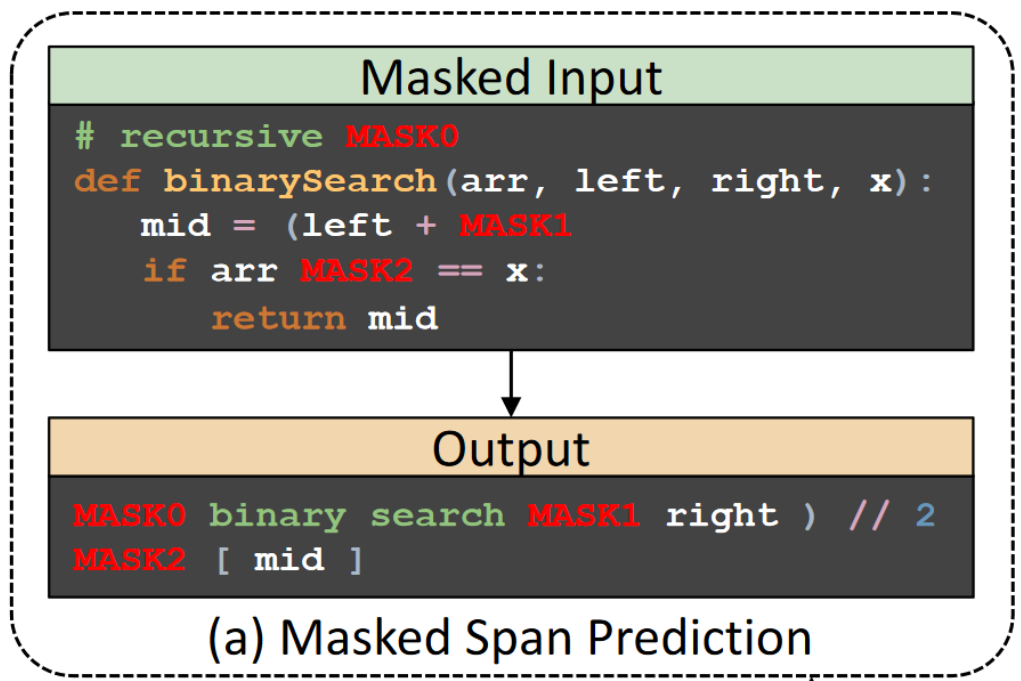 Masked Input
# recursive MASK0
def binarySearch(arr, left, right, x):
mid = (left + MASK1
if arr MASK2 == x:
return mid
Output
MASK0 binary search MASK1 right ) // 2
MASK2 [ mid ]
(a) Masked Span Prediction